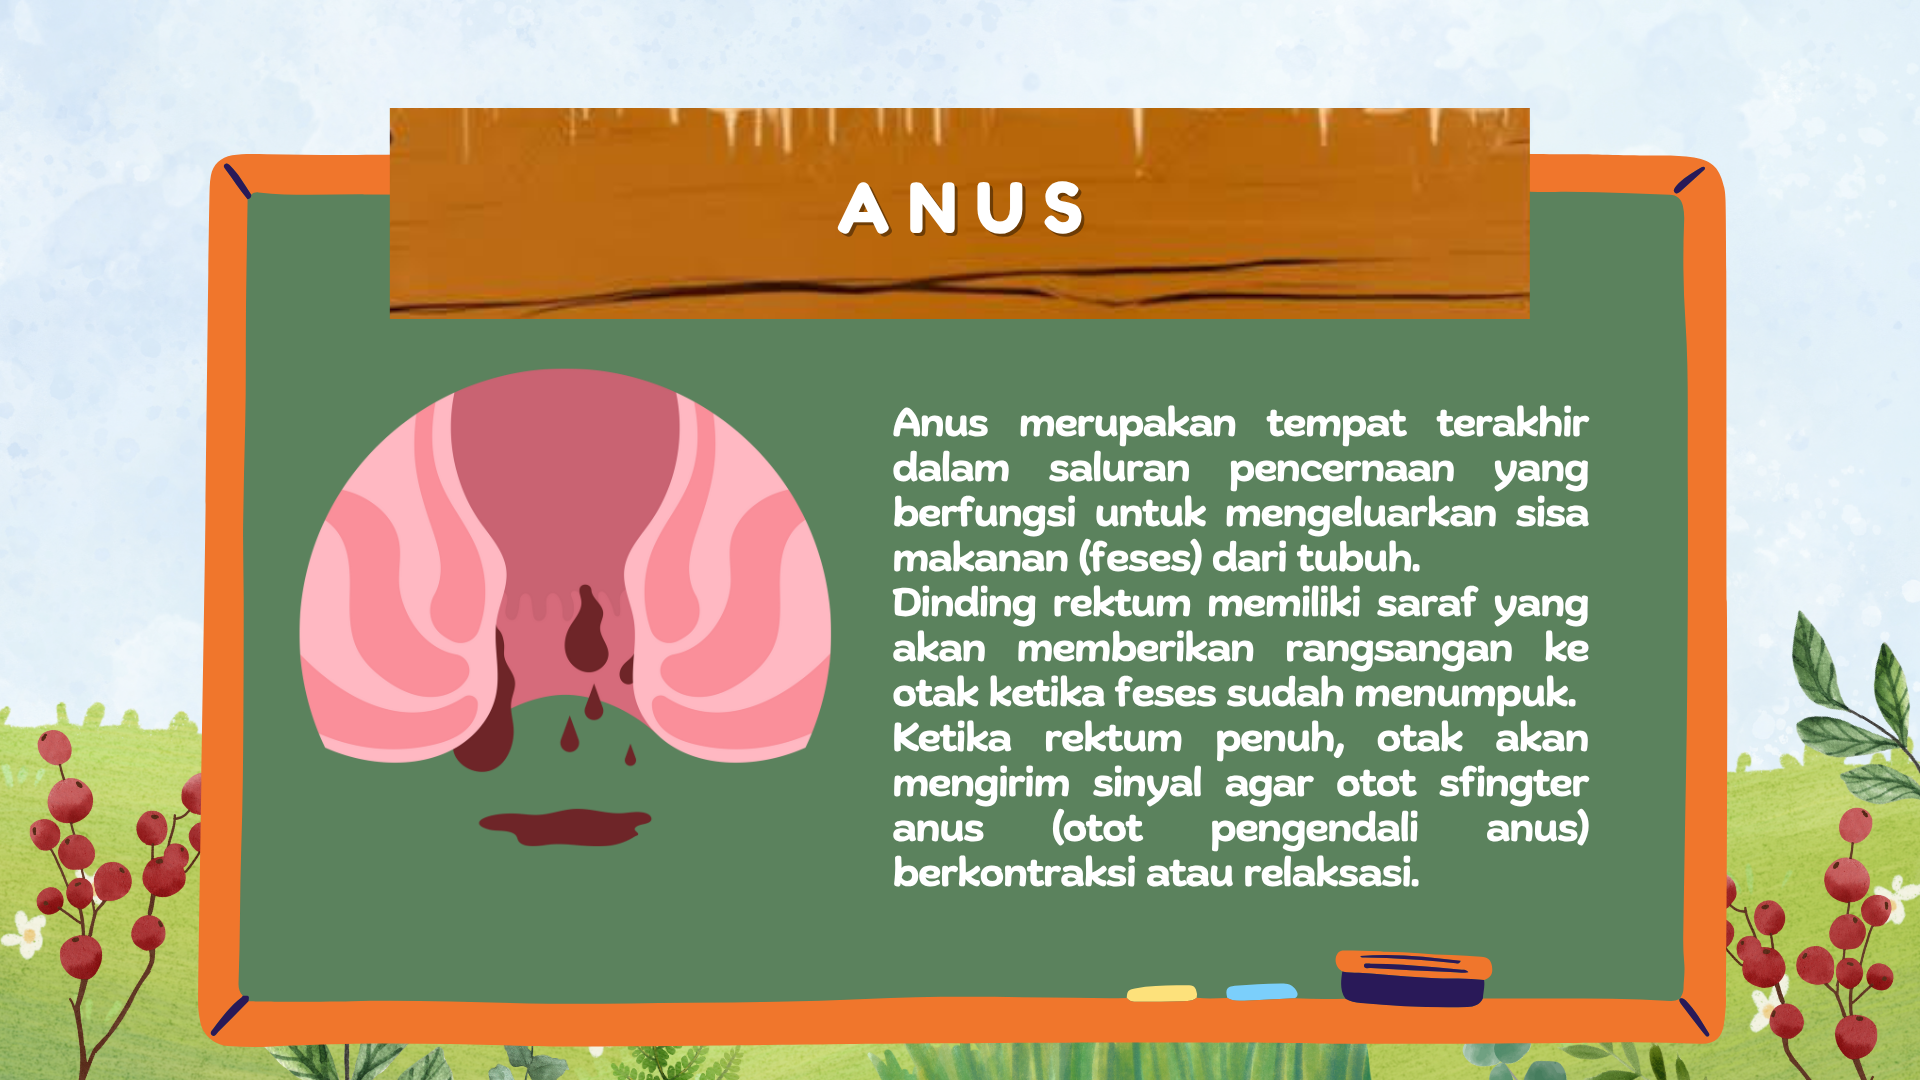 ANUS
Anus merupakan tempat terakhir
dalam saluran pencernaan yang
berfungsi untuk mengeluarkan sisa
makanan (feses) dari tubuh.
Dinding rektum memiliki saraf yang
akan memberikan rangsangan ke
otak ketika feses sudah menumpuk.
Ketika rektum penuh, otak akan
mengirim sinyal agar otot sfingter
anus (otot pengendali anus)
berkontraksi atau relaksasi.